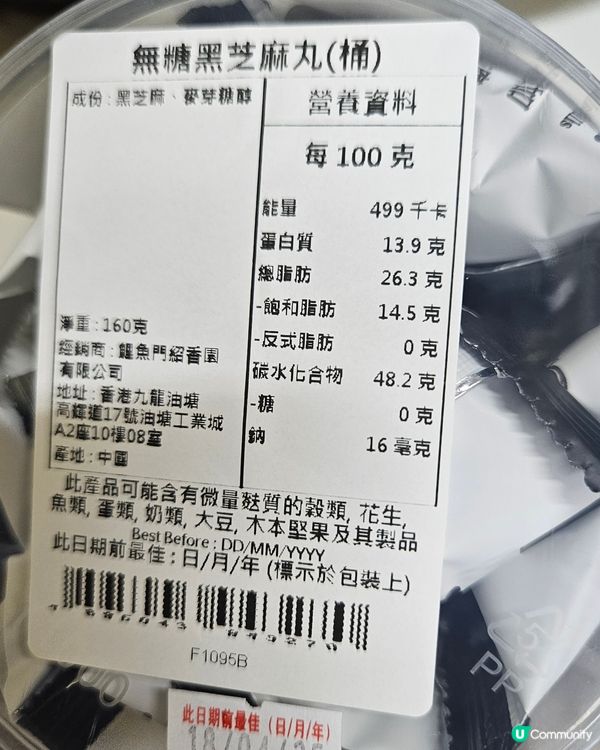 無糖黑芝麻丸(桶)
成份 : 黑芝麻、麥芽糖醇
淨重 : 160克
經銷商 : 鱷魚門紹香園
有限公司
地址 : 香港九龍油塘
高輝道17號油塘工業城
A2座10樓08室
產地 : 中國
營養資料
每 100 克
能量 499 千卡
蛋白質 13.9 克
總脂肪 26.3 克
-飽和脂肪 14.5 克
-反式脂肪 0 克
碳水化合物 48.2 克
-糖 0 克
鈉 16 毫克
此產品可能含有微量麩質的穀類, 花生,
魚類, 蛋類, 奶類, 大豆, 木本堅果及其製品
Best Before : DD/MM/YYYY
此日期前最佳 : 日/月/年 (標示於包裝上)
F1095B
此日期前最佳 (日/月/年)
5
PP
U Community